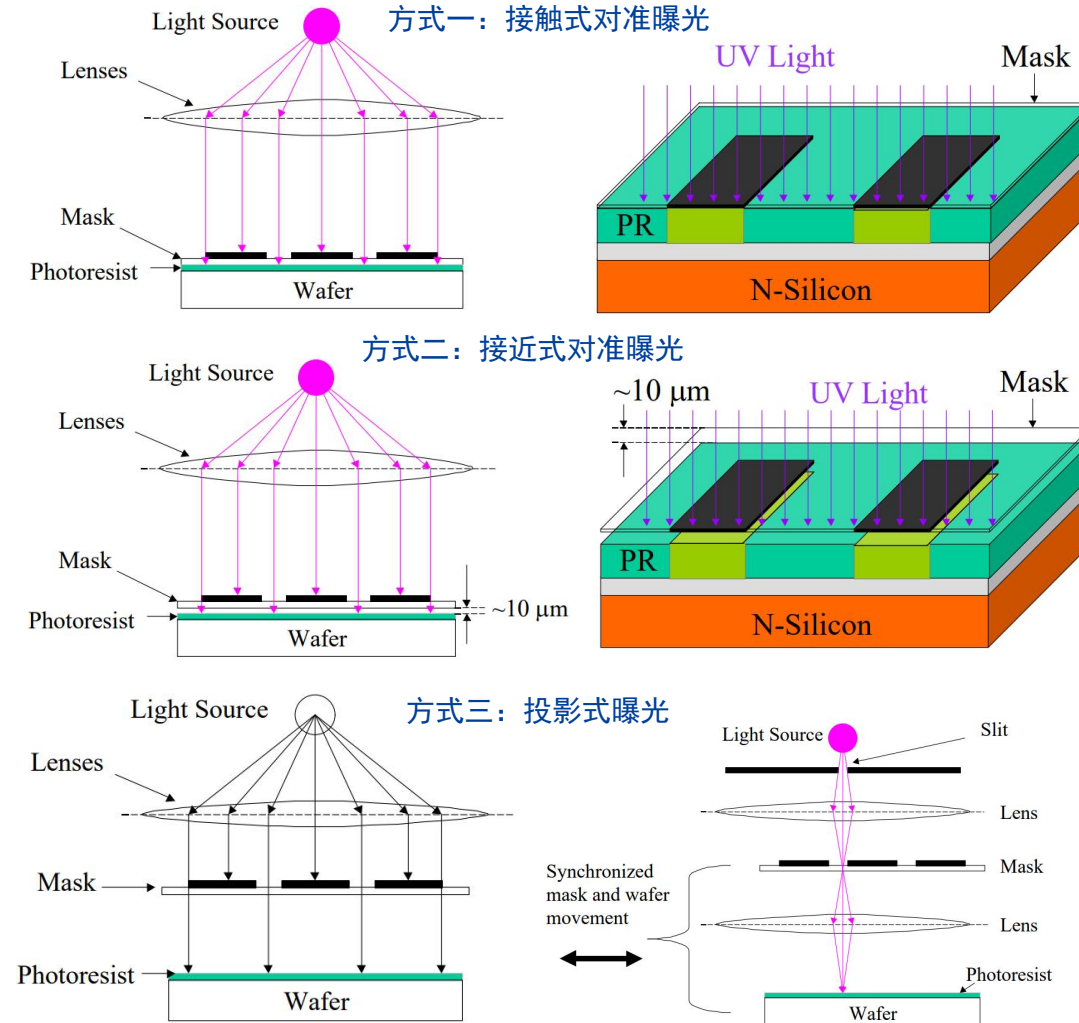 方式一：接触式对准曝光
Light Source
Lenses
Mask
Photoresist
Wafer
UV Light
Mask
PR
N-Silicon
方式二：接近式对准曝光
Light Source
Lenses
Mask
Photoresist
~10 μm
Wafer
~10 μm
UV Light
Mask
PR
N-Silicon
方式三：投影式曝光
Light Source
Lenses
Mask
Photoresist
Wafer
Light Source
Slit
Lens
Mask
Synchronized
mask and wafer
movement
Lens
Photoresist
Wafer